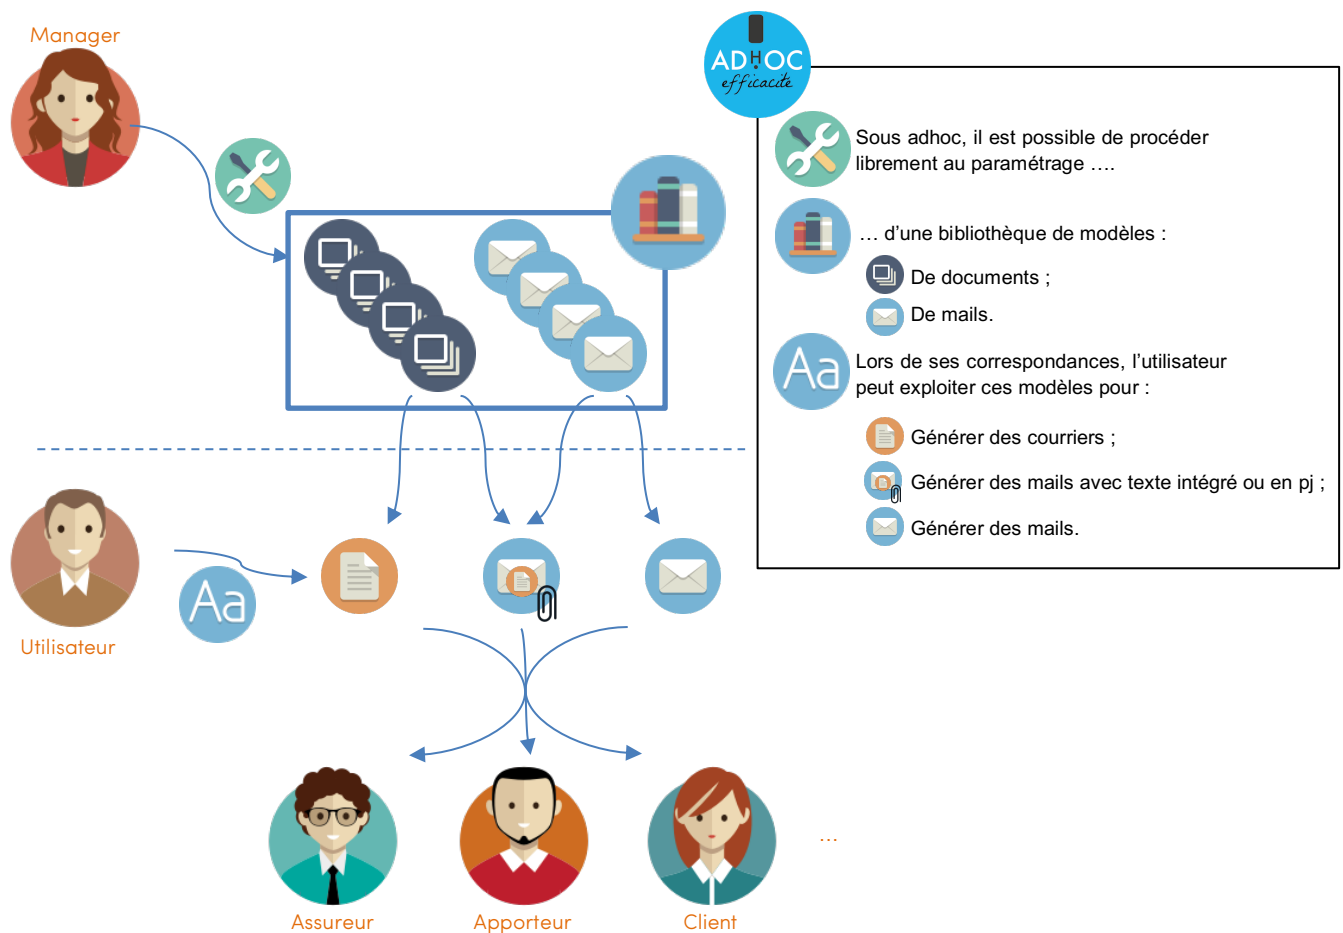 Manager
ADHOC
efficacité
Sous adhoc, il est possible de procéder
librement au paramétrage ….
… d'une bibliothèque de modèles :
De documents ;
De mails.
Aa
Lors de ses correspondances, l'utilisateur
peut exploiter ces modèles pour :
Générer des courriers ;
Générer des mails avec texte intégré ou en pj ;
Générer des mails.
Aa
Utilisateur
Assureur
Apporteur
Client
…